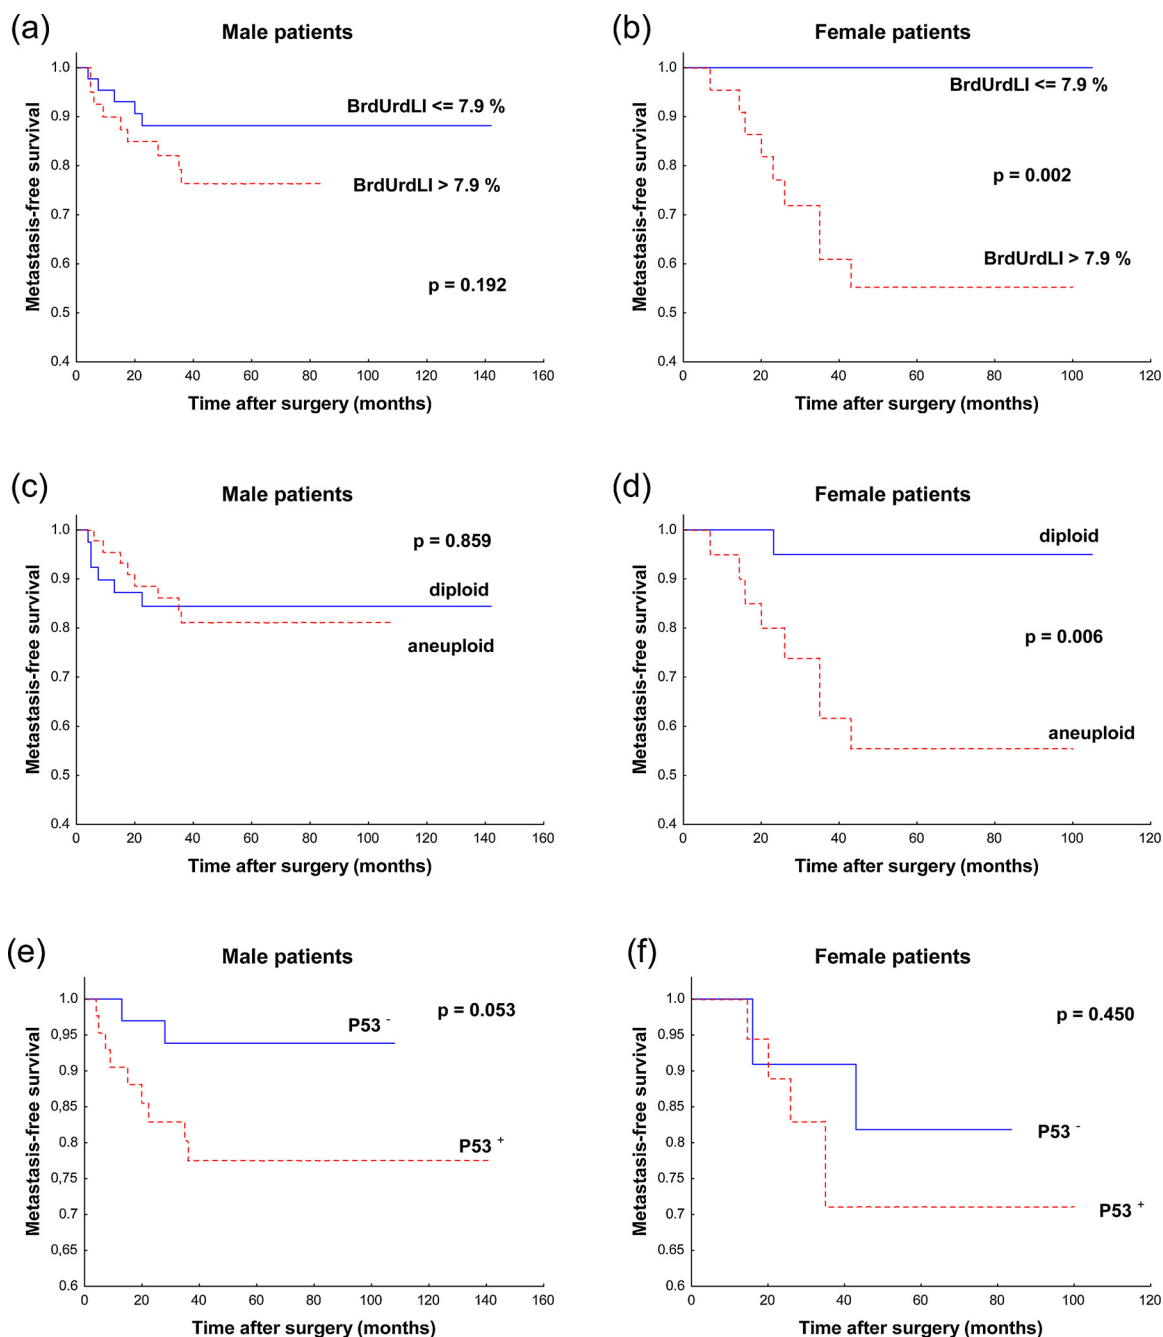 (a)
Male patients
Metastasis-free survival
1.0
0.9
0.8
0.7
0.6
0.5
0.4
BrdUrdLI <= 7.9 %
BrdUrdLI > 7.9 %
p = 0.192
0 20 40 60 80 100 120 140 160
Time after surgery (months)
(b)
Female patients
Metastasis-free survival
1.0
0.9
0.8
0.7
0.6
0.5
0.4
BrdUrdLI <= 7.9 %
p = 0.002
BrdUrdLI > 7.9 %
0 20 40 60 80 100 120
Time after surgery (months)
(c)
Male patients
Metastasis-free survival
1.0
0.9
0.8
0.7
0.6
0.5
0.4
p = 0.859
diploid
aneuploid
0 20 40 60 80 100 120 140 160
Time after surgery (months)
(d)
Female patients
Metastasis-free survival
1.0
0.9
0.8
0.7
0.6
0.5
0.4
diploid
p = 0.006
aneuploid
0 20 40 60 80 100 120
Time after surgery (months)
(e)
Male patients
Metastasis-free survival
1.0
0,95
0.9
0,85
0.8
0,75
0.7
0,65
0.6
p = 0.053
P53 -
P53 +
0 20 40 60 80 100 120 140 160
Time after surgery (months)
(f)
Female patients
Metastasis-free survival
1.0
0,95
0.9
0,85
0.8
0,75
0.7
0,65
0.6
p = 0.450
P53 -
P53 +
0 20 40 60 80 100 120
Time after surgery (months)